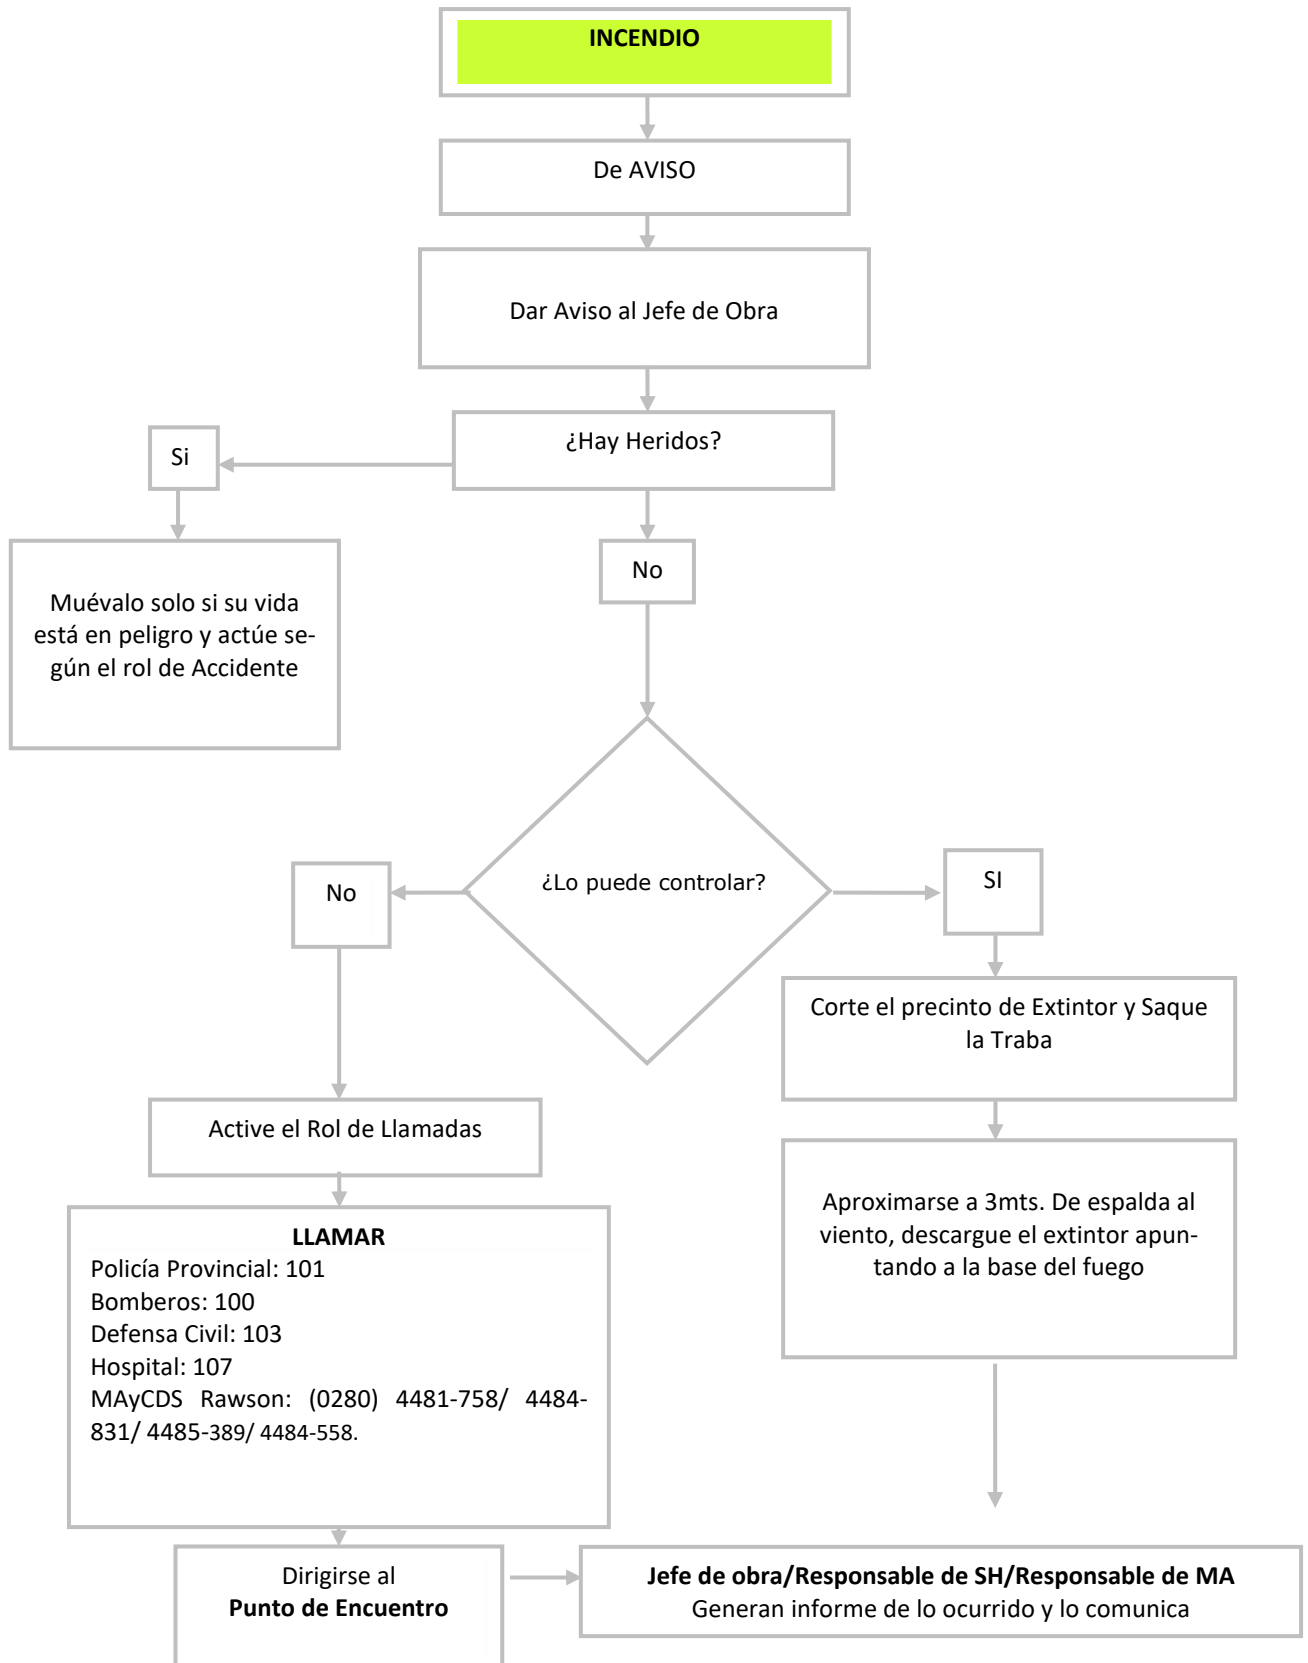 INCENDIO
De AVISO
Dar Aviso al Jefe de Obra
¿Hay Heridos?
Si
No
Muévalo solo si su vida
está en peligro y actúe se-
gún el rol de Accidente
¿Lo puede controlar?
No
SI
Corte el precinto de Extintor y Saque
la Traba
Active el Rol de Llamadas
Aproximarse a 3mts. De espalda al
viento, descargue el extintor apun-
tando a la base del fuego
LLAMAR
Policía Provincial: 101
Bomberos: 100
Defensa Civil: 103
Hospital: 107
MAyCDS Rawson: (0280) 4481-758/ 4484-
831/ 4485-389/ 4484-558.
Dirigirse al
Punto de Encuentro
Jefe de obra/Responsable de SH/Responsable de MA
Generan informe de lo ocurrido y lo comunica